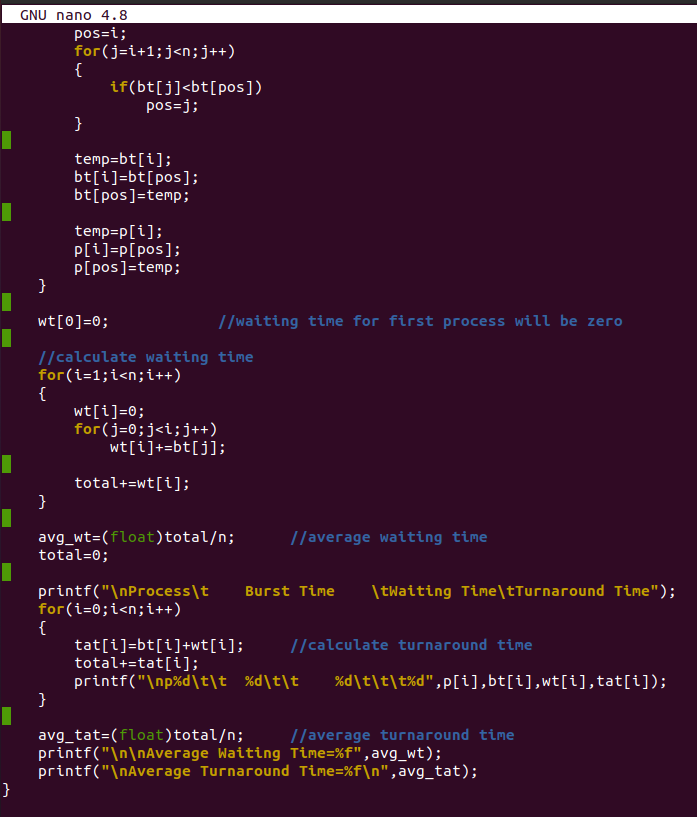 GNU nano 4.8
        pos=i;
        for(j=i+1;j<n;j++)
        {
            if(bt[j]<bt[pos])
                pos=j;
        }
        temp=bt[i];
        bt[i]=bt[pos];
        bt[pos]=temp;
        temp=p[i];
        p[i]=p[pos];
        p[pos]=temp;
    }
    wt[0]=0;            //waiting time for first process will be zero
    //calculate waiting time
    for(i=1;i<n;i++)
    {
        wt[i]=0;
        for(j=0;j<i;j++)
            wt[i]+=bt[j];
        total+=wt[i];
    }
    avg_wt=(float)total/n;      //average waiting time
    total=0;
    printf("\nProcess\t    Burst Time    \tWaiting Time\tTurnaround Time");
    for(i=0;i<n;i++)
    {
        tat[i]=bt[i]+wt[i];     //calculate turnaround time
        total+=tat[i];
        printf("\np%d\t\t  %d\t\t    %d\t\t\t%d",p[i],bt[i],wt[i],tat[i]);
    }
    avg_tat=(float)total/n;     //average turnaround time
    printf("\n\nAverage Waiting Time=%f",avg_wt);
    printf("\nAverage Turnaround Time=%f\n",avg_tat);
}